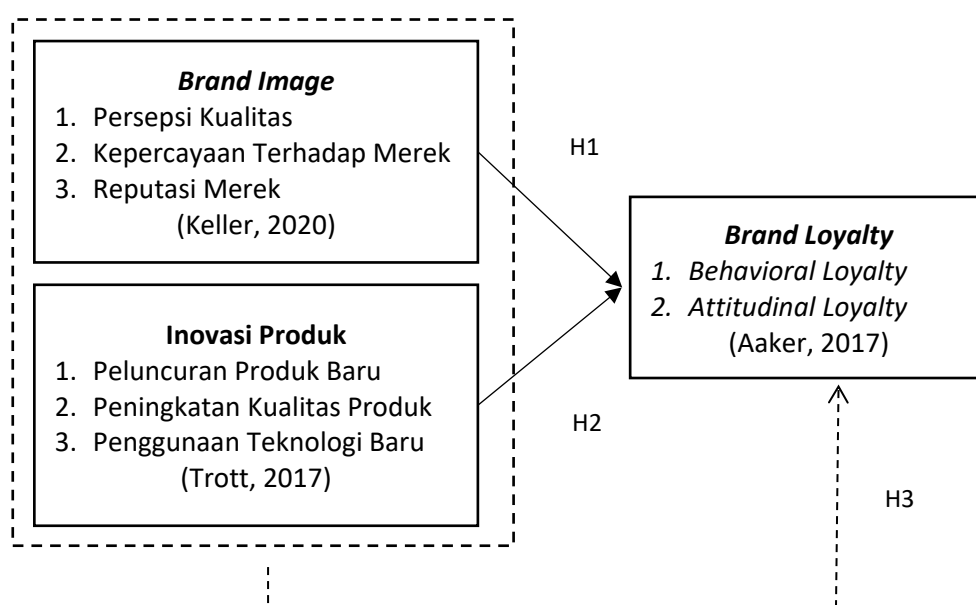 Brand Image
1. Persepsi Kualitas
2. Kepercayaan Terhadap Merek
3. Reputasi Merek
(Keller, 2020)
H1
Brand Loyalty
1. Behavioral Loyalty
2. Attitudinal Loyalty
(Aaker, 2017)
Inovasi Produk
1. Peluncuran Produk Baru
2. Peningkatan Kualitas Produk
3. Penggunaan Teknologi Baru
(Trott, 2017)
H2
H3